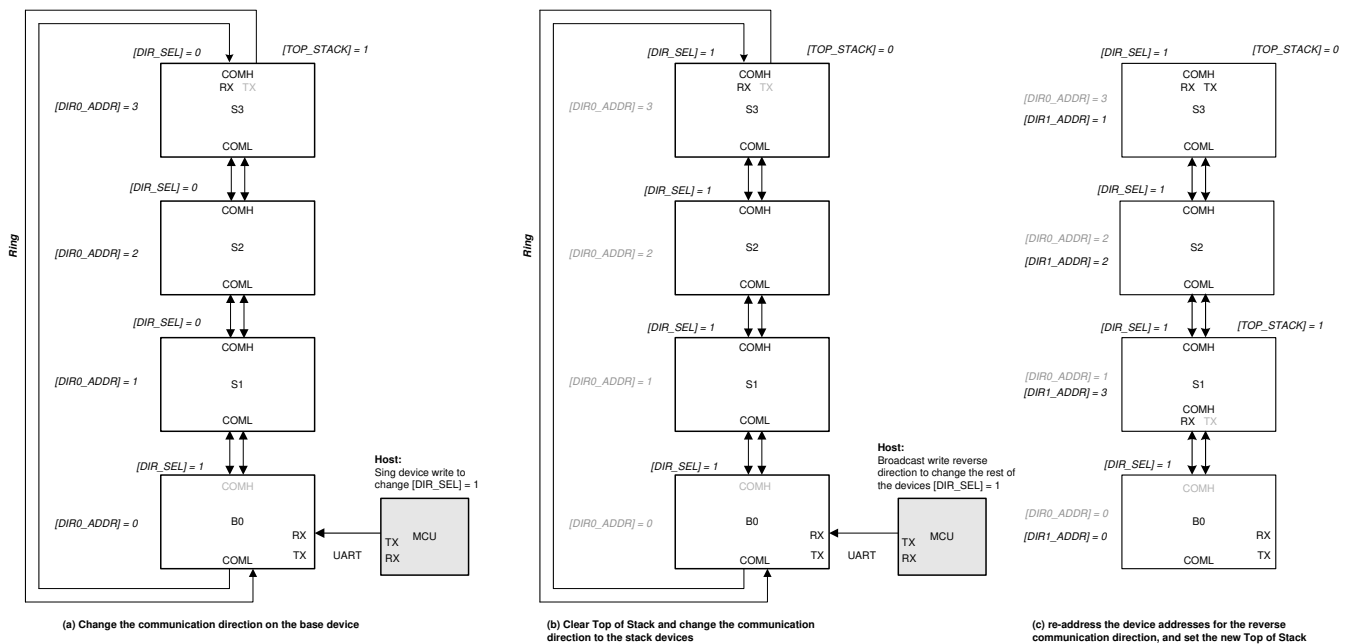 [DIR_SEL] = 0
[TOP_STACK] = 1
COMH
RX TX
[DIR0_ADDR] = 3
S3
COML
[DIR_SEL] = 0
COMH
Ring
S2
[DIR0_ADDR] = 2
COML
[DIR_SEL] = 0
COMH
[DIR0_ADDR] = 1
S1
COML
[DIR_SEL] = 1
Host:
Sing device write to
change [DIR_SEL] = 1
COMH
[DIR0_ADDR] = 0
B0
RX
TX
COML
UART
TX
RX
MCU
(a) Change the communication direction on the base device
[DIR_SEL] = 1
[TOP_STACK] = 0
COMH
RX TX
[DIR0_ADDR] = 3
S3
COML
[DIR_SEL] = 1
COMH
Ring
S2
[DIR0_ADDR] = 2
COML
[DIR_SEL] = 1
COMH
[DIR0_ADDR] = 1
S1
COML
[DIR_SEL] = 1
Host:
Broadcast write reverse
direction to change the rest of
the devices [DIR_SEL] = 1
COMH
[DIR0_ADDR] = 0
B0
RX
TX
COML
UART
TX
RX
MCU
(b) Clear Top of Stack and change the communication
direction to the stack devices
[DIR_SEL] = 1
[TOP_STACK] = 0
COMH
RX TX
[DIR0_ADDR] = 3
[DIR1_ADDR] = 1
S3
COML
[DIR_SEL] = 1
COMH
[DIR0_ADDR] = 2
[DIR1_ADDR] = 2
S2
COML
[DIR_SEL] = 1
[TOP_STACK] = 1
COMH
[DIR0_ADDR] = 1
[DIR1_ADDR] = 3
S1
COMH
RX TX
[DIR_SEL] = 1
COMH
[DIR0_ADDR] = 0
[DIR1_ADDR] = 0
B0
RX
TX
COML
(c) re-address the device addresses for the reverse
communication direction, and set the new Top of Stack